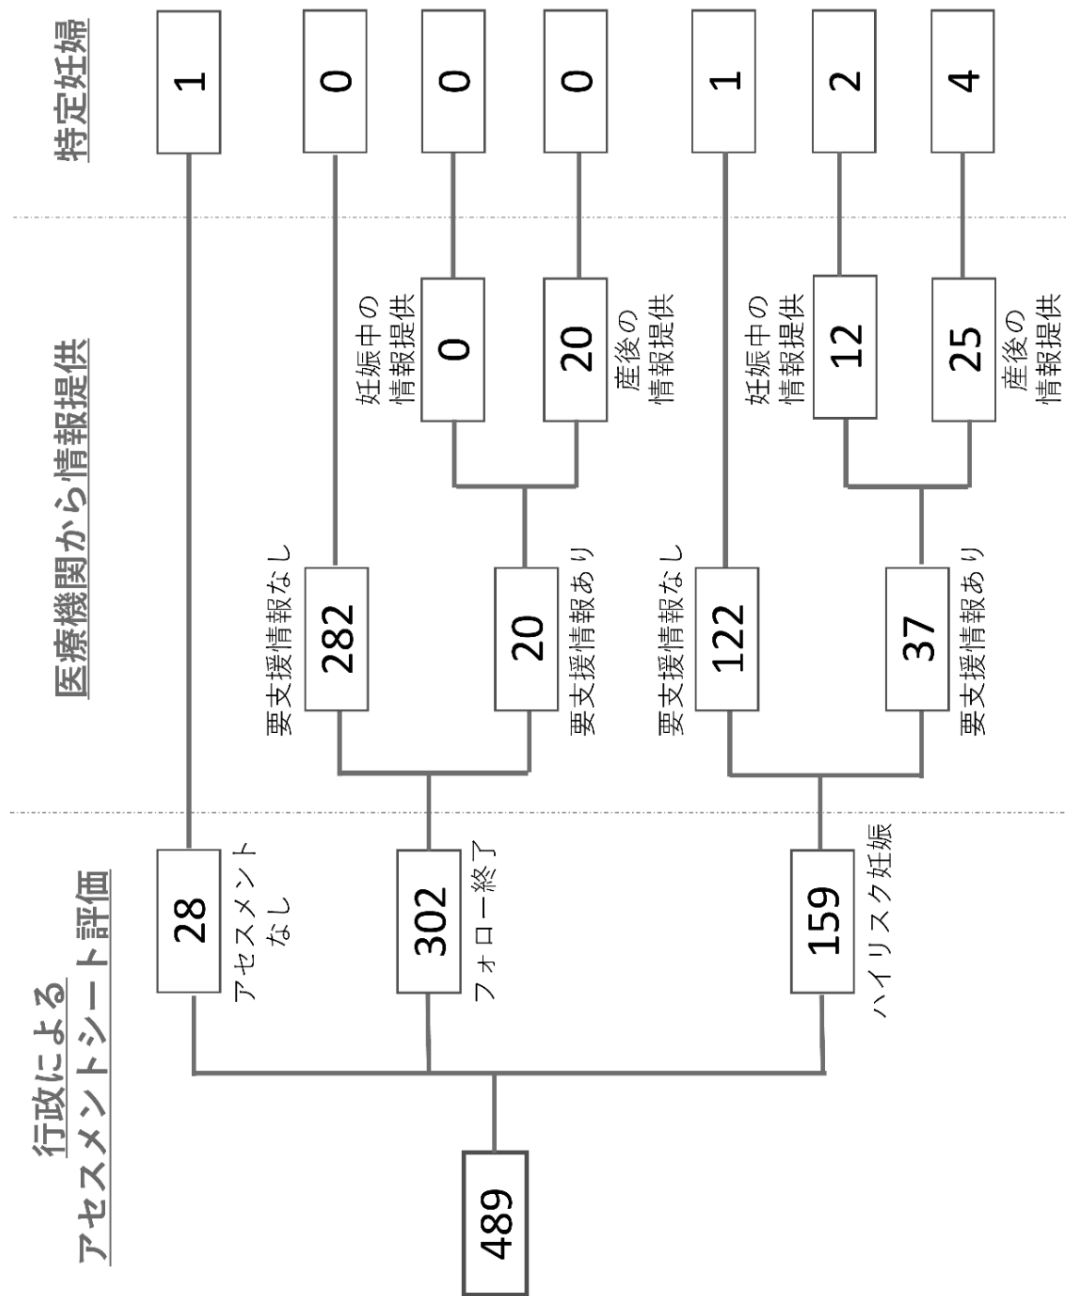 行政による
アセスメントシート評価
医療機関から情報提供
特定妊婦
489
28
アセスメント
なし
1
302
フォロー終了
282
要支援情報なし
0
20
要支援情報あり
妊娠中の
情報提供
0
0
20
産後の
情報提供
0
159
ハイリスク妊娠
要支援情報なし
122
1
37
要支援情報あり
妊娠中の
情報提供
12
2
25
産後の
情報提供
4